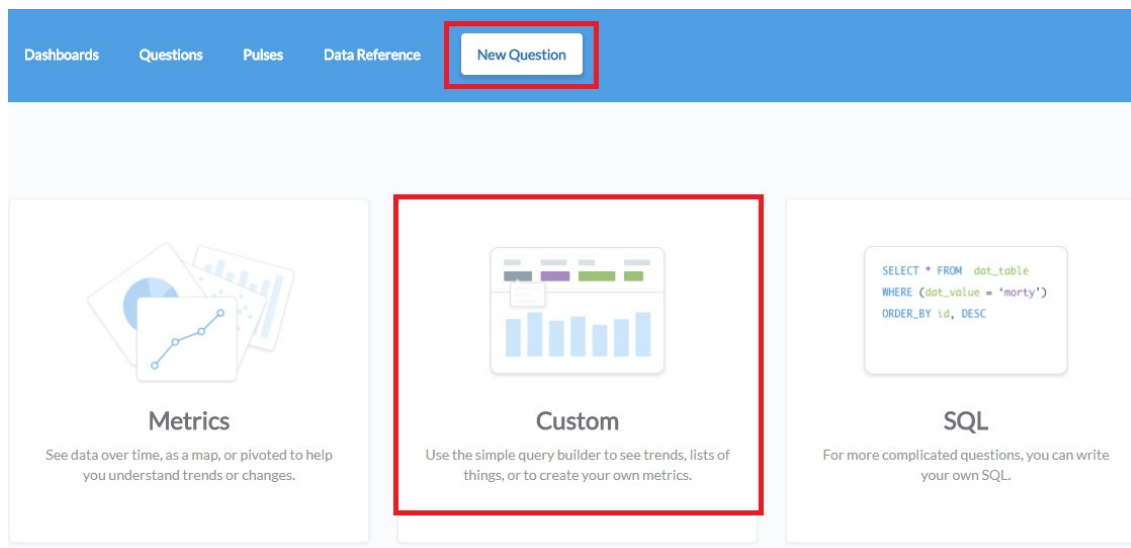 Dashboards Questions Pulses Data Reference New Question
SELECT * FROM dat_table
WHERE (dat_value = 'morty')
ORDER_BY id, DESC
Metrics
See data over time, as a map, or pivoted to help
you understand trends or changes.
Custom
Use the simple query builder to see trends, lists of
things, or to create your own metrics.
SQL
For more complicated questions, you can write
your own SQL.